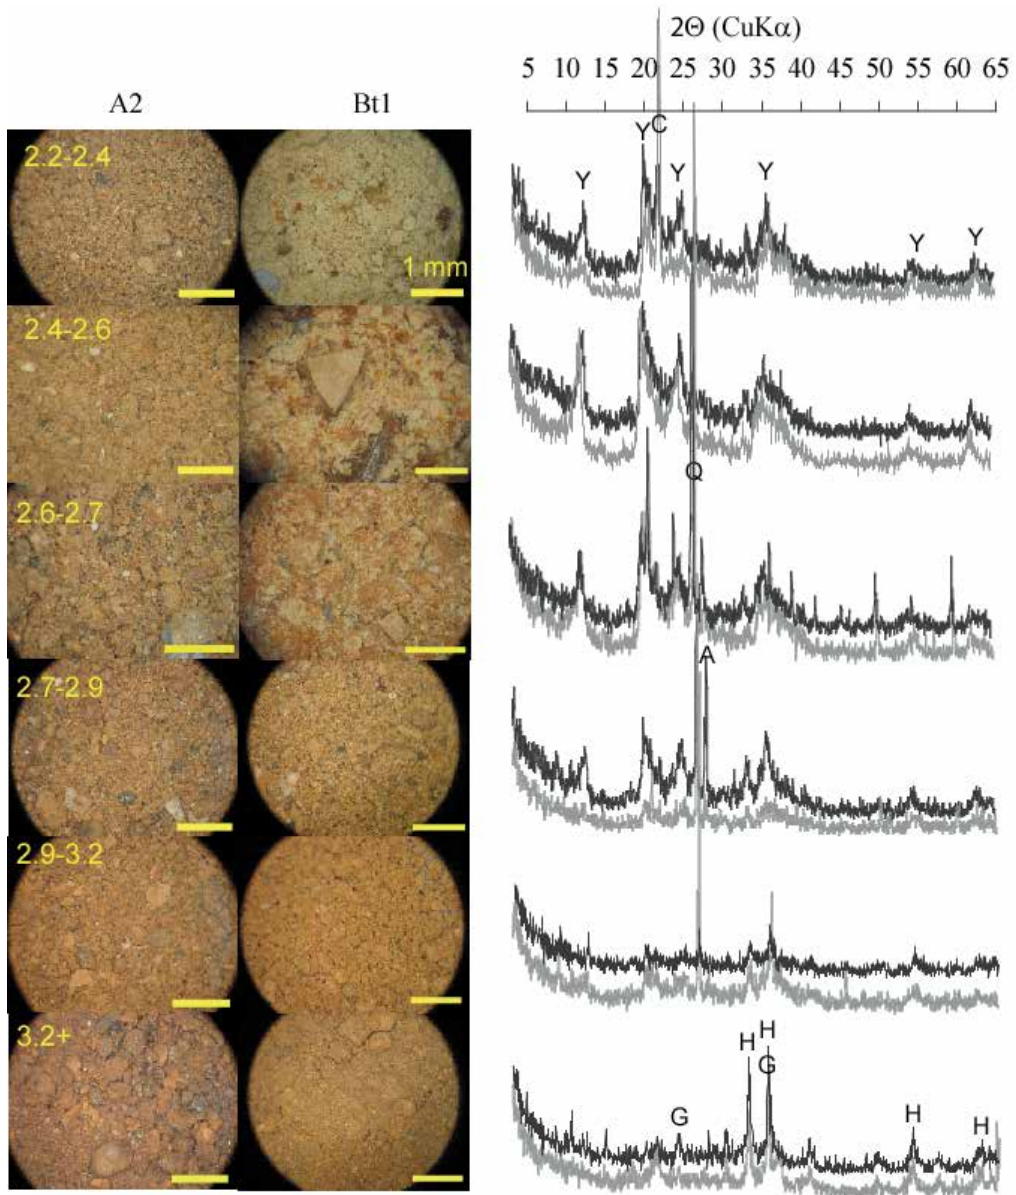 2Θ (CuKα)
5 10 15 20 25 30 35 40 45 50 55 60 65
A2 Bt1
2.2-2.4
1 mm
Y Y C Y Y Y Y
2.4-2.6
2.6-2.7
Q
2.7-2.9
A
2.9-3.2
3.2+
H H
G G H H